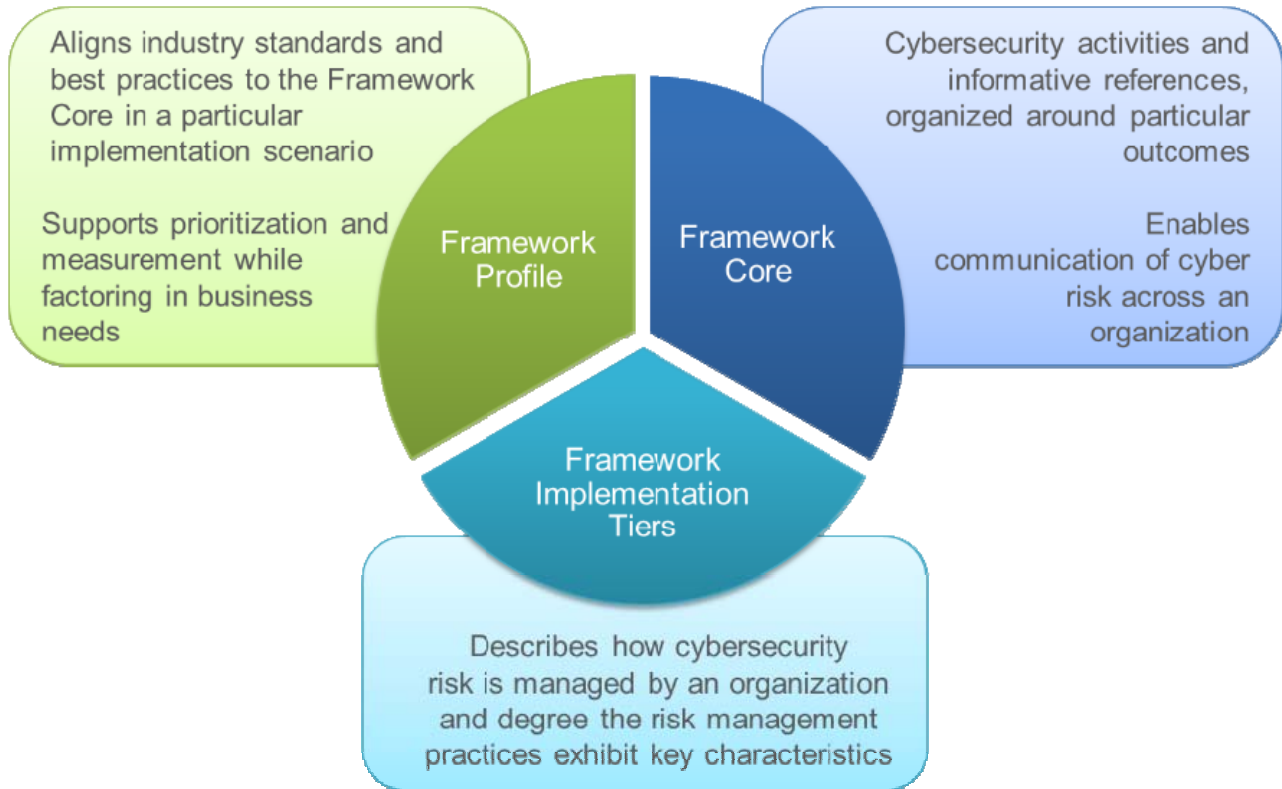 Aligns industry standards and
best practices to the Framework
Core in a particular
implementation scenario
Supports prioritization and
measurement while
factoring in business
needs
Framework
Profile
Framework
Core
Cybersecurity activities and
informative references,
organized around particular
outcomes
Enables
communication of cyber
risk across an
organization
Framework
Implementation
Tiers
Describes how cybersecurity
risk is managed by an organization
and degree the risk management
practices exhibit key characteristics